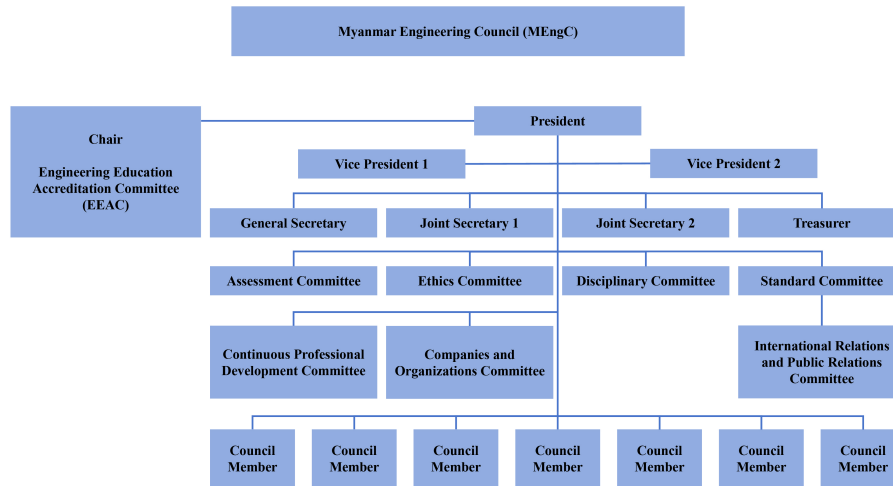 Myanmar Engineering Council (MEngC)
Chair
Engineering Education
Accreditation Committee
(EEAC)
President
Vice President 1
Vice President 2
General Secretary
Joint Secretary 1
Joint Secretary 2
Treasurer
Assessment Committee
Ethics Committee
Disciplinary Committee
Standard Committee
Continuous Professional
Development Committee
Companies and
Organizations Committee
International Relations
and Public Relations
Committee
Council
Member
Council
Member
Council
Member
Council
Member
Council
Member
Council
Member
Council
Member